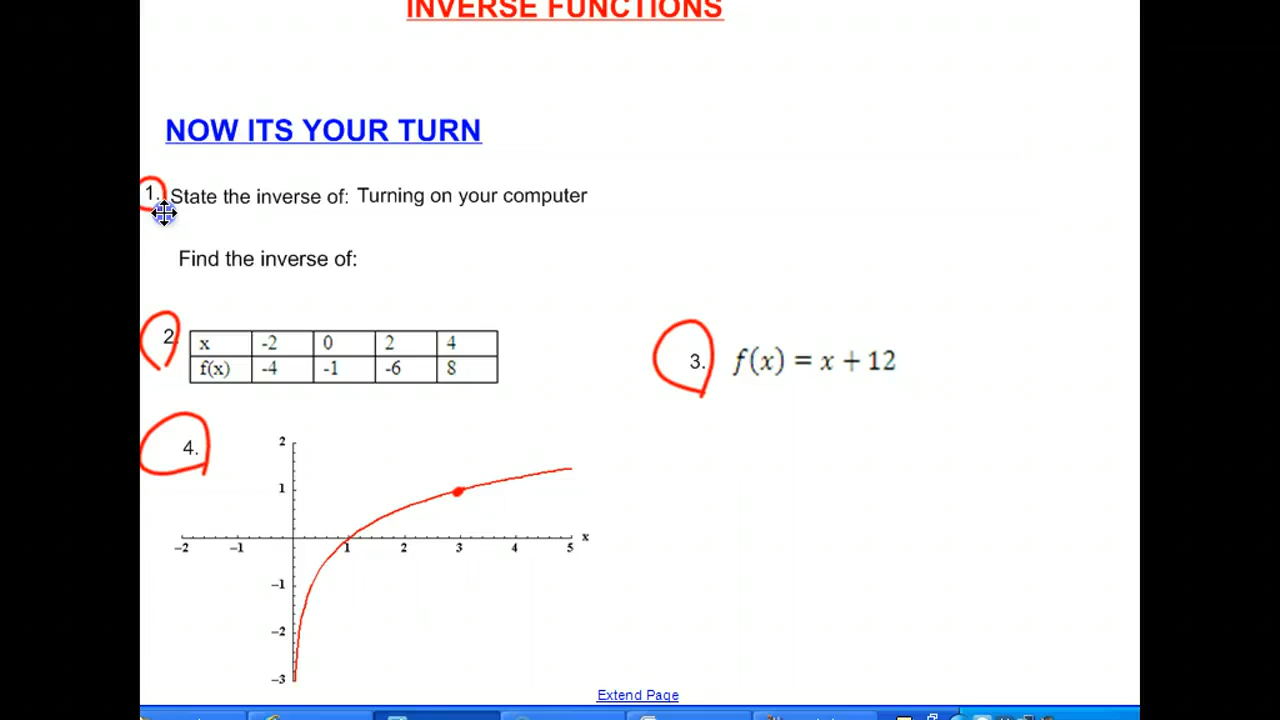 INVERSE FUNCTIONS
NOW ITS YOUR TURN
1. State the inverse of: Turning on your computer
Find the inverse of:
2
x -2 0 2 4
f(x) -4 -1 -6 8
3. f(x) = x + 12
4.
2
1
−2 −1 1 2 3 4 5 x
−1
−2
−3
Extend Page